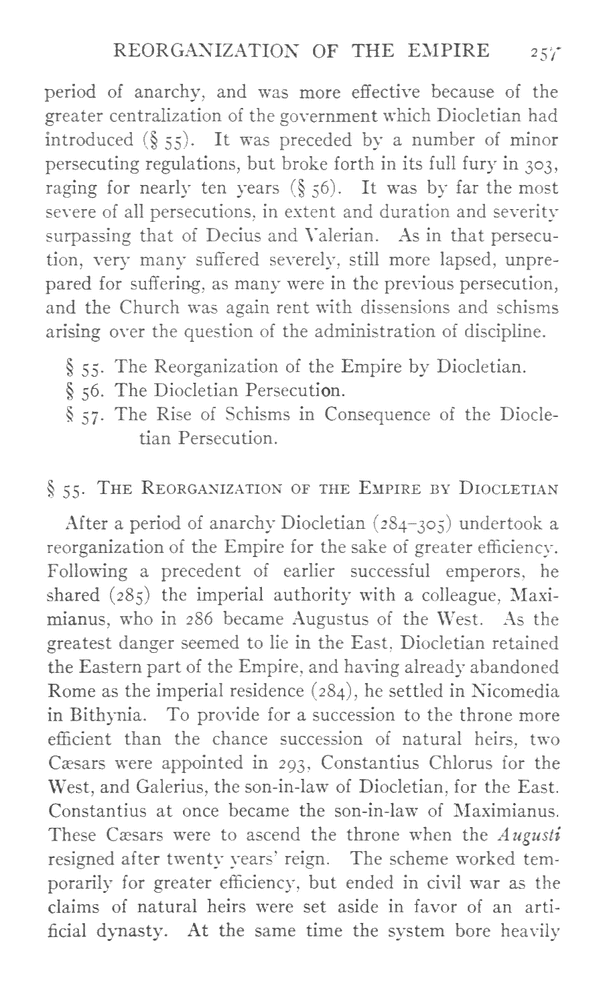 REORGANIZATION OF THE EMPIRE 257
period of anarchy, and was more effective because of the
greater centralization of the government which Diocletian had
introduced (§ 55). It was preceded by a number of minor
persecuting regulations, but broke forth in its full fury in 303,
raging for nearly ten years (§ 56). It was by far the most
severe of all persecutions, in extent and duration and severity
surpassing that of Decius and Valerian. As in that persecu-
tion, very many suffered severely, still more lapsed, unpre-
pared for suffering, as many were in the previous persecution,
and the Church was again rent with dissensions and schisms
arising over the question of the administration of discipline.
§ 55. The Reorganization of the Empire by Diocletian.
§ 56. The Diocletian Persecution.
§ 57. The Rise of Schisms in Consequence of the Diocle-
tian Persecution.
§ 55. THE REORGANIZATION OF THE EMPIRE BY DIOCLETIAN
After a period of anarchy Diocletian (284–305) undertook a
reorganization of the Empire for the sake of greater efficiency.
Following a precedent of earlier successful emperors, he
shared (285) the imperial authority with a colleague, Maxi-
mianus, who in 286 became Augustus of the West. As the
greatest danger seemed to lie in the East, Diocletian retained
the Eastern part of the Empire, and having already abandoned
Rome as the imperial residence (284), he settled in Nicomedia
in Bithynia. To provide for a succession to the throne more
efficient than the chance succession of natural heirs, two
Cæsars were appointed in 293, Constantius Chlorus for the
West, and Galerius, the son-in-law of Diocletian, for the East.
Constantius at once became the son-in-law of Maximianus.
These Cæsars were to ascend the throne when the Augusti
resigned after twenty years' reign. The scheme worked tem-
porarily for greater efficiency, but ended in civil war as the
claims of natural heirs were set aside in favor of an arti-
ficial dynasty. At the same time the system bore heavily